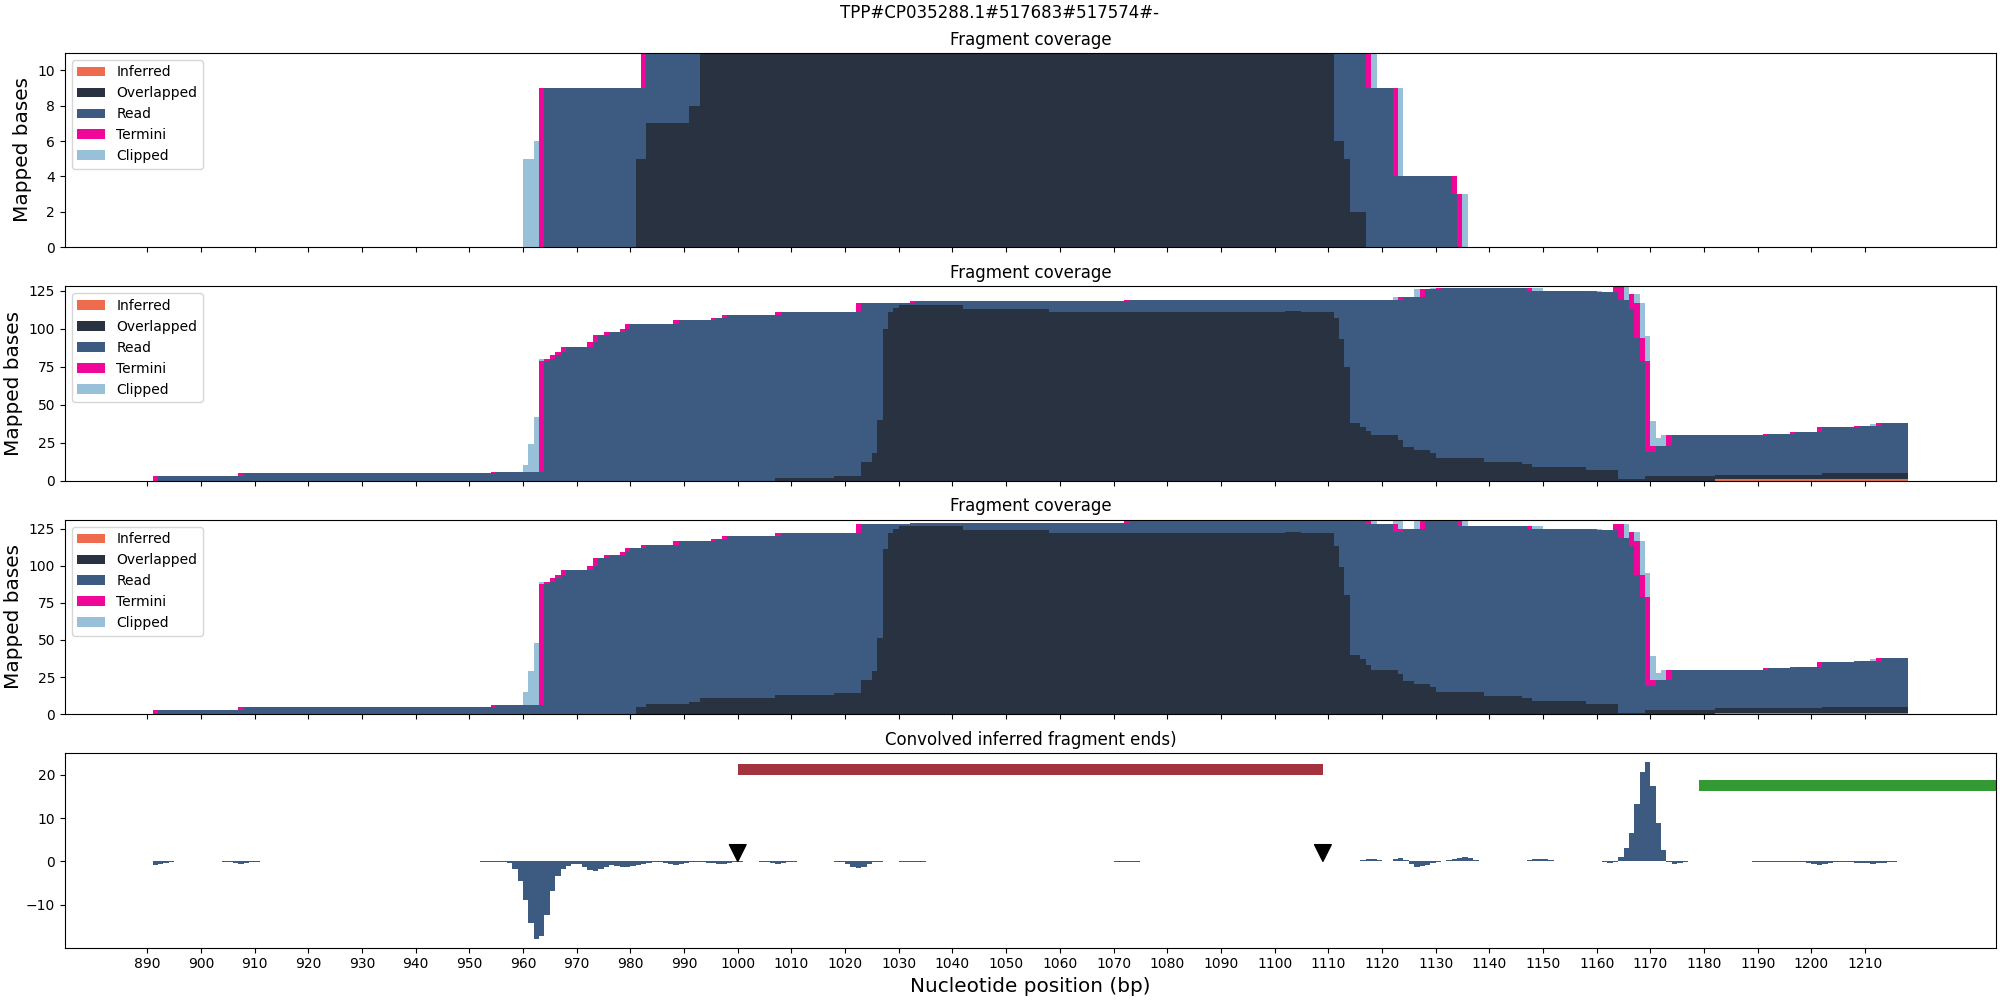 TPP#CP035288.1#517683#517574#-
Fragment coverage
Mapped bases
10
8
6
4
2
0
Inferred
Overlapped
Read
Termini
Clipped
Fragment coverage
Mapped bases
125
100
75
50
25
0
Inferred
Overlapped
Read
Termini
Clipped
Fragment coverage
Mapped bases
125
100
75
50
25
0
Inferred
Overlapped
Read
Termini
Clipped
Convolved inferred fragment ends)
20
10
0
−10
890 900 910 920 930 940 950 960 970 980 990 1000 1010 1020 1030 1040 1050 1060 1070 1080 1090 1100 1110 1120 1130 1140 1150 1160 1170 1180 1190 1200 1210
Nucleotide position (bp)